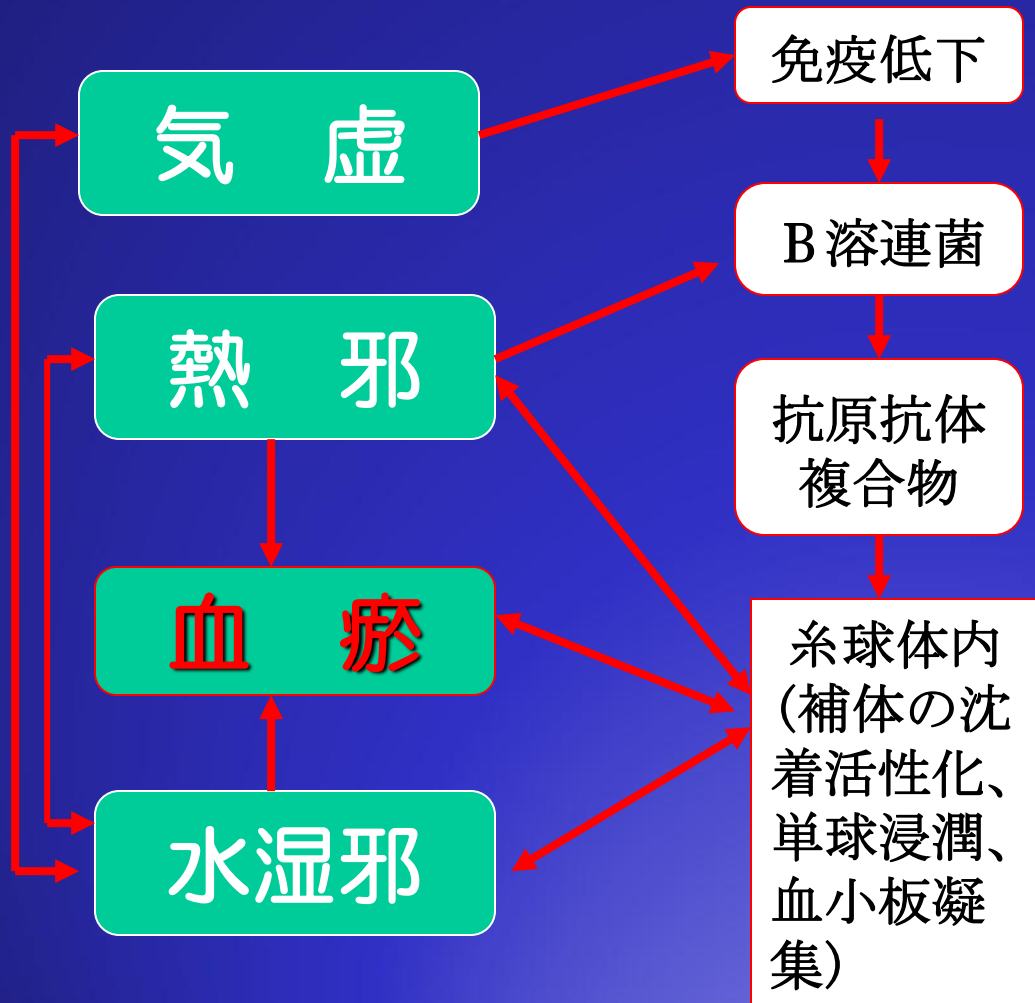 気　虚
熱　邪
血　瘀
水湿邪
免疫低下
B溶連菌
抗原抗体
複合物
糸球体内
(補体の沈
着活性化、
単球浸潤、
血小板凝
集)